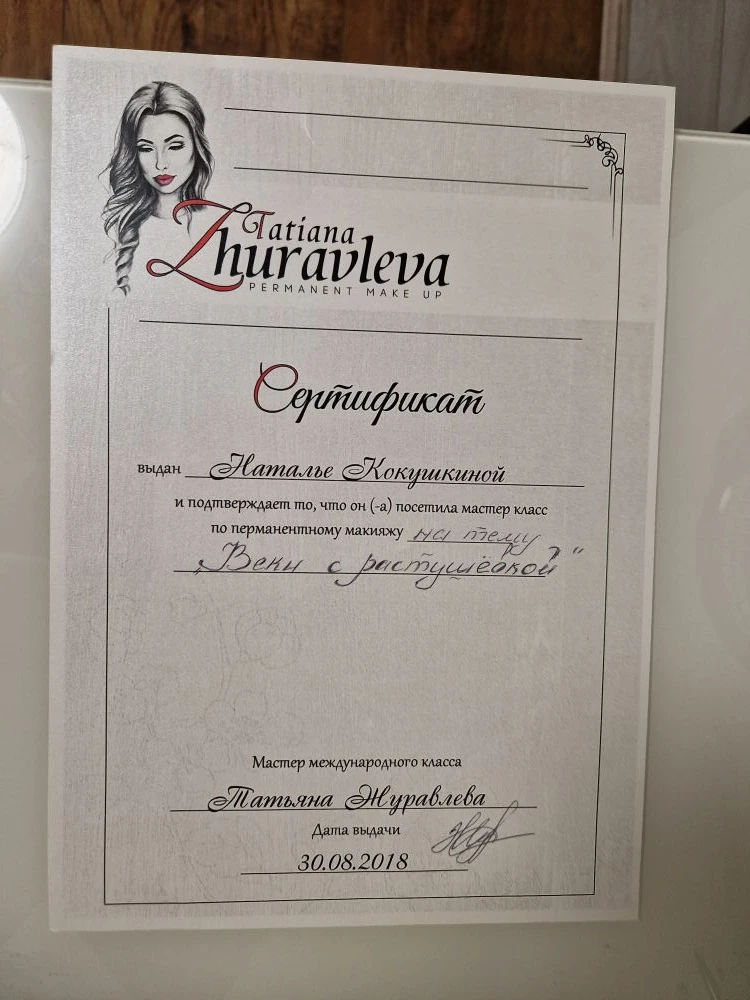 Tatiana
Zhuravleva
PERMANENT MAKE UP
Сертификат
выдан Наталье Кокушкиной
и подтверждает то, что он (-а) посетила мастер класс
по перманентному макияжу на тему
„Веки с растушёвкой"
Мастер международного класса
Татьяна Журавлева
Дата выдачи
30.08.2018